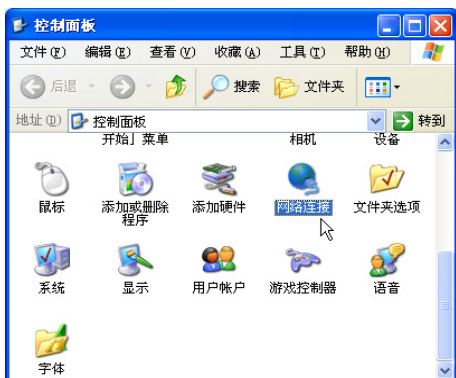 控制面板
文件(F) 编辑(E) 查看(V) 收藏(A) 工具(T) 帮助(H)
后退 搜索 文件夹
地址(D) 控制面板 转到
开始」菜单 相机 设备
鼠标 添加或删除 添加硬件 网络连接 文件夹选项
程序
系统 显示 用户帐户 游戏控制器 语音
字体